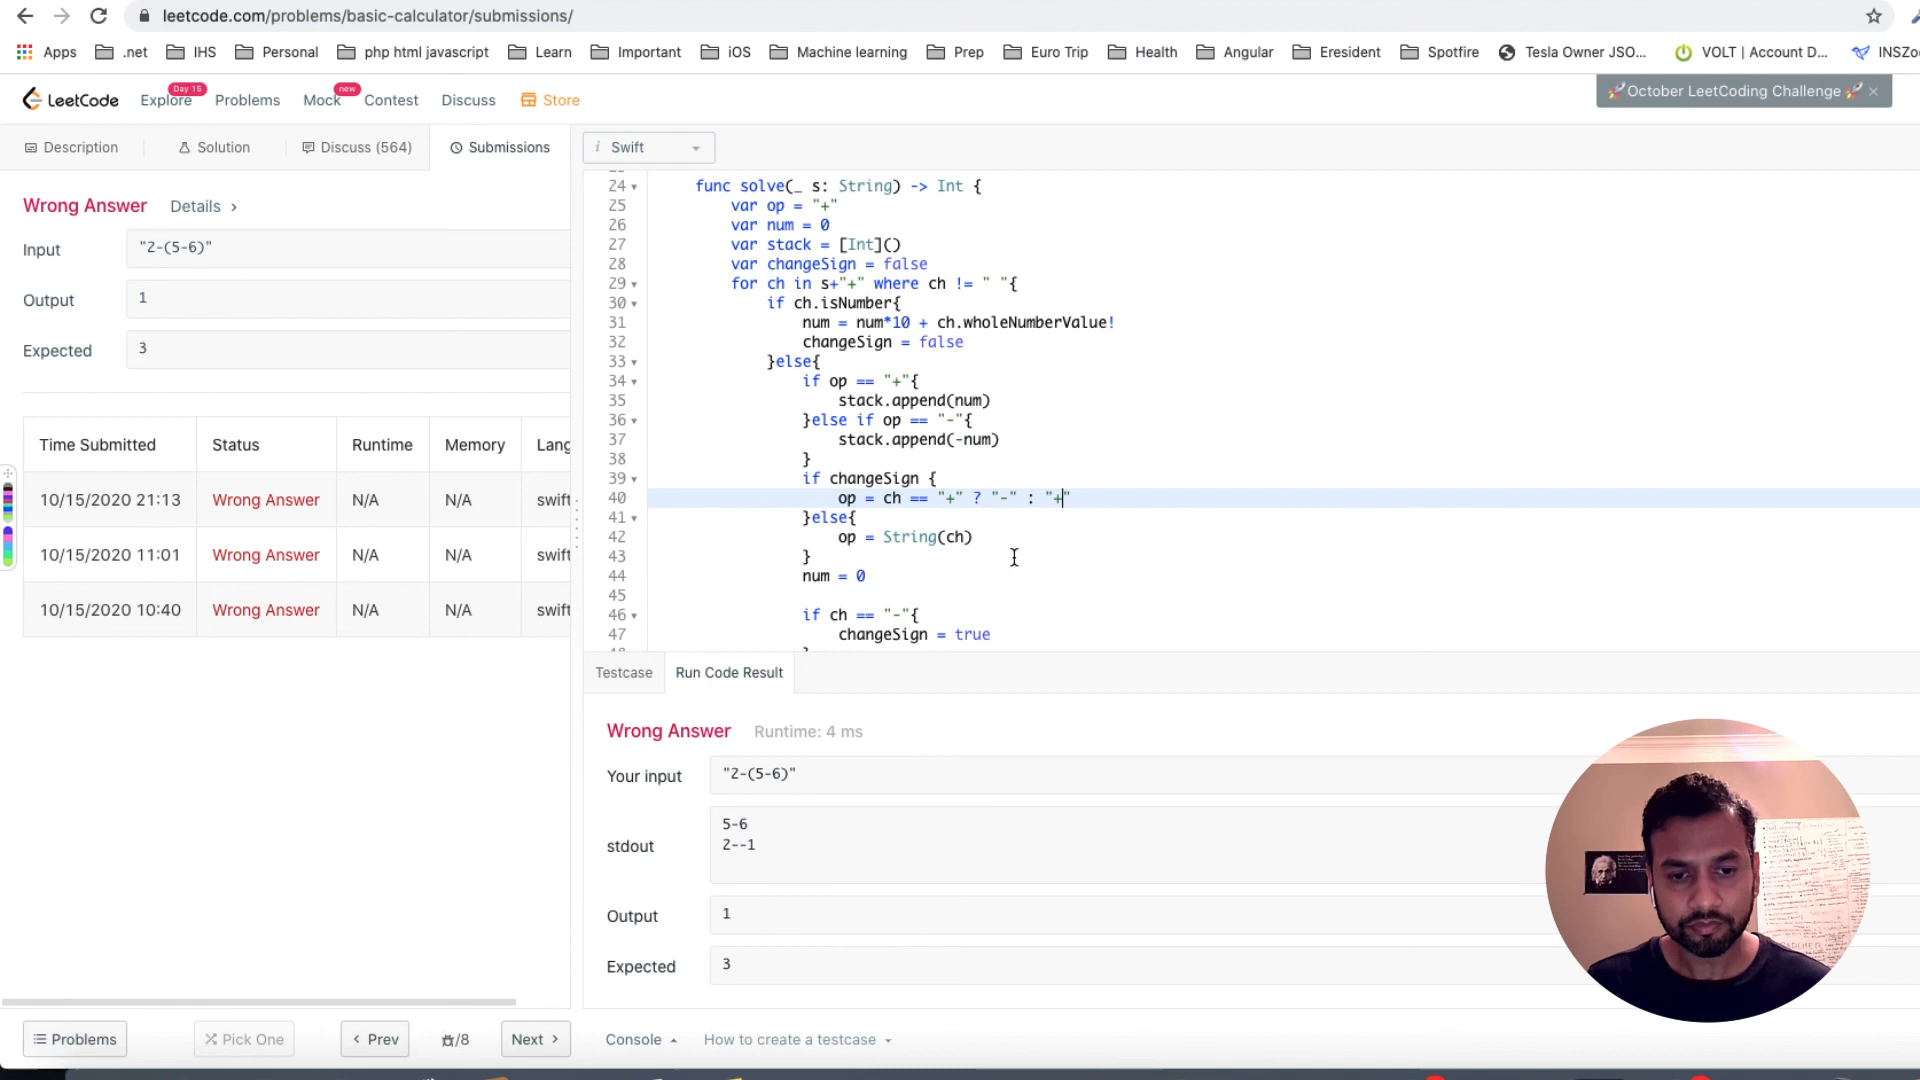 leetcode.com/problems/basic-calculator/submissions/
Apps .net IHS Personal php html javascript Learn Important iOS Machine learning Prep Euro Trip Health Angular Eresident Spotfire Tesla Owner JSO... VOLT | Account D... INSZo
LeetCode Explore Day 15 Problems Mock new Contest Discuss Store
🚀October LeetCoding Challenge 🚀 ×
Description Solution Discuss (564) Submissions
i Swift
Wrong Answer Details >
Input "2-(5-6)"
Output 1
Expected 3
Time Submitted Status Runtime Memory Lang
10/15/2020 21:13 Wrong Answer N/A N/A swift
10/15/2020 11:01 Wrong Answer N/A N/A swift
10/15/2020 10:40 Wrong Answer N/A N/A swift
24 func solve(_ s: String) -> Int {
25 var op = "+"
26 var num = 0
27 var stack = [Int]()
28 var changeSign = false
29 for ch in s+"+" where ch != " "{
30 if ch.isNumber{
31 num = num*10 + ch.wholeNumberValue!
32 changeSign = false
33 }else{
34 if op == "+"{
35 stack.append(num)
36 }else if op == "-"{
37 stack.append(-num)
38 }
39 if changeSign {
40 op = ch == "+" ? "-" : "+"
41 }else{
42 op = String(ch)
43 }
44 num = 0
45
46 if ch == "-"{
47 changeSign = true
Testcase Run Code Result
Wrong Answer Runtime: 4 ms
Your input "2-(5-6)"
stdout
5-6
2--1
Output 1
Expected 3
Problems Pick One < Prev /8 Next >
Console How to create a testcase